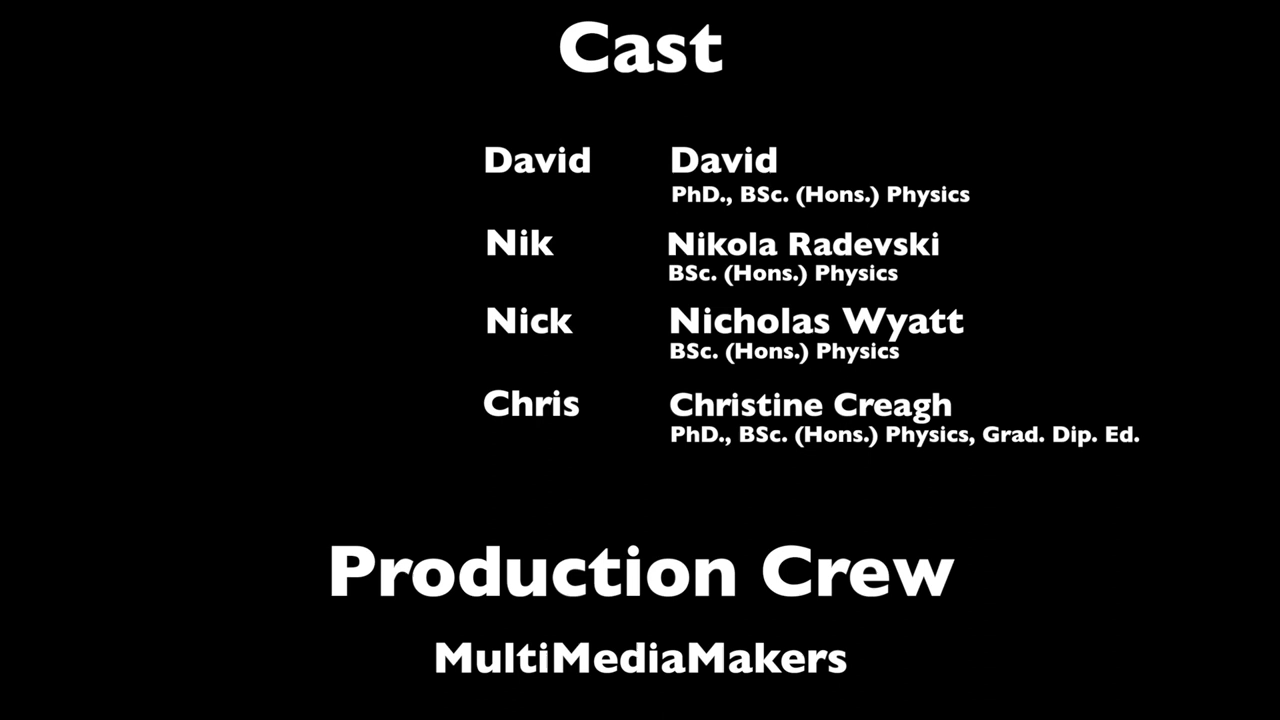 Cast
David David
PhD., BSc. (Hons.) Physics
Nik Nikola Radevski
BSc. (Hons.) Physics
Nick Nicholas Wyatt
BSc. (Hons.) Physics
Chris Christine Creagh
PhD., BSc. (Hons.) Physics, Grad. Dip. Ed.
Production Crew
MultiMediaMakers